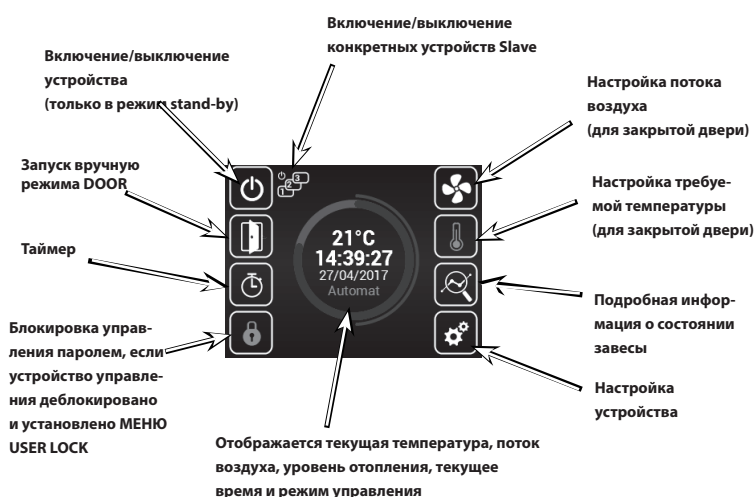 Включение/выключение
конкретных устройств Slave
Включение/выключение
устройства
(только в режим stand-by)
Настройка потока
воздуха
(для закрытой двери)
Запуск вручную
режима DOOR
Настройка требуе-
мой температуры
(для закрытой двери)
Таймер
1
2
3
21°C
14:39:27
27/04/2017
Automat
Подробная инфор-
мация о состоянии
завесы
Блокировка управ-
ления паролем, если
устройство управле-
ния деблокировано
и установлено МЕНЮ
USER LOCK
Настройка
устройства
Отображается текущая температура, поток
воздуха, уровень отопления, текущее
время и режим управления